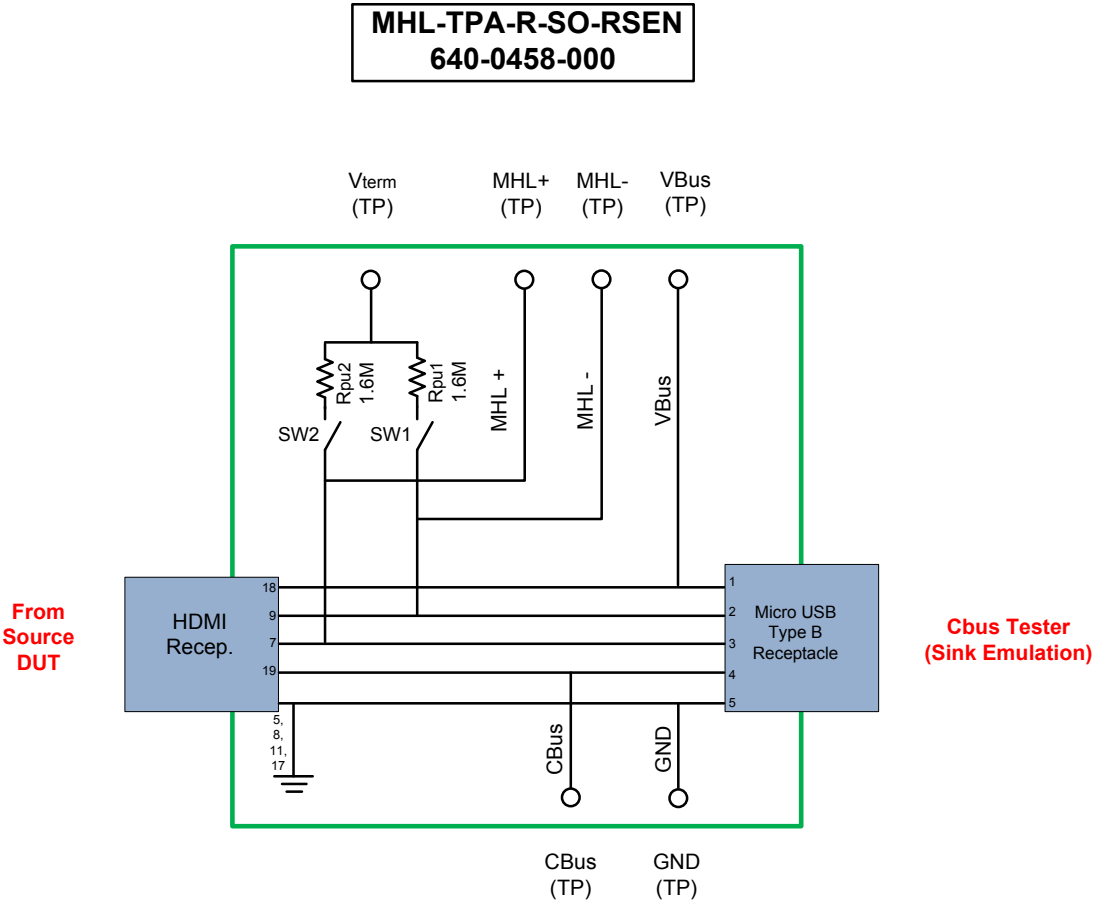 MHL-TPA-R-SO-RSEN
640-0458-000
Vterm
(TP)
MHL+
(TP)
MHL-
(TP)
VBus
(TP)
Rpu2
1.6M
Rpu1
1.6M
MHL +
MHL -
VBus
SW2
SW1
From
Source
DUT
HDMI
Recep.
18
9
7
19
5,
8,
11,
17
1
2
3
4
5
Micro USB
Type B
Receptacle
Cbus Tester
(Sink Emulation)
CBus
GND
CBus
(TP)
GND
(TP)